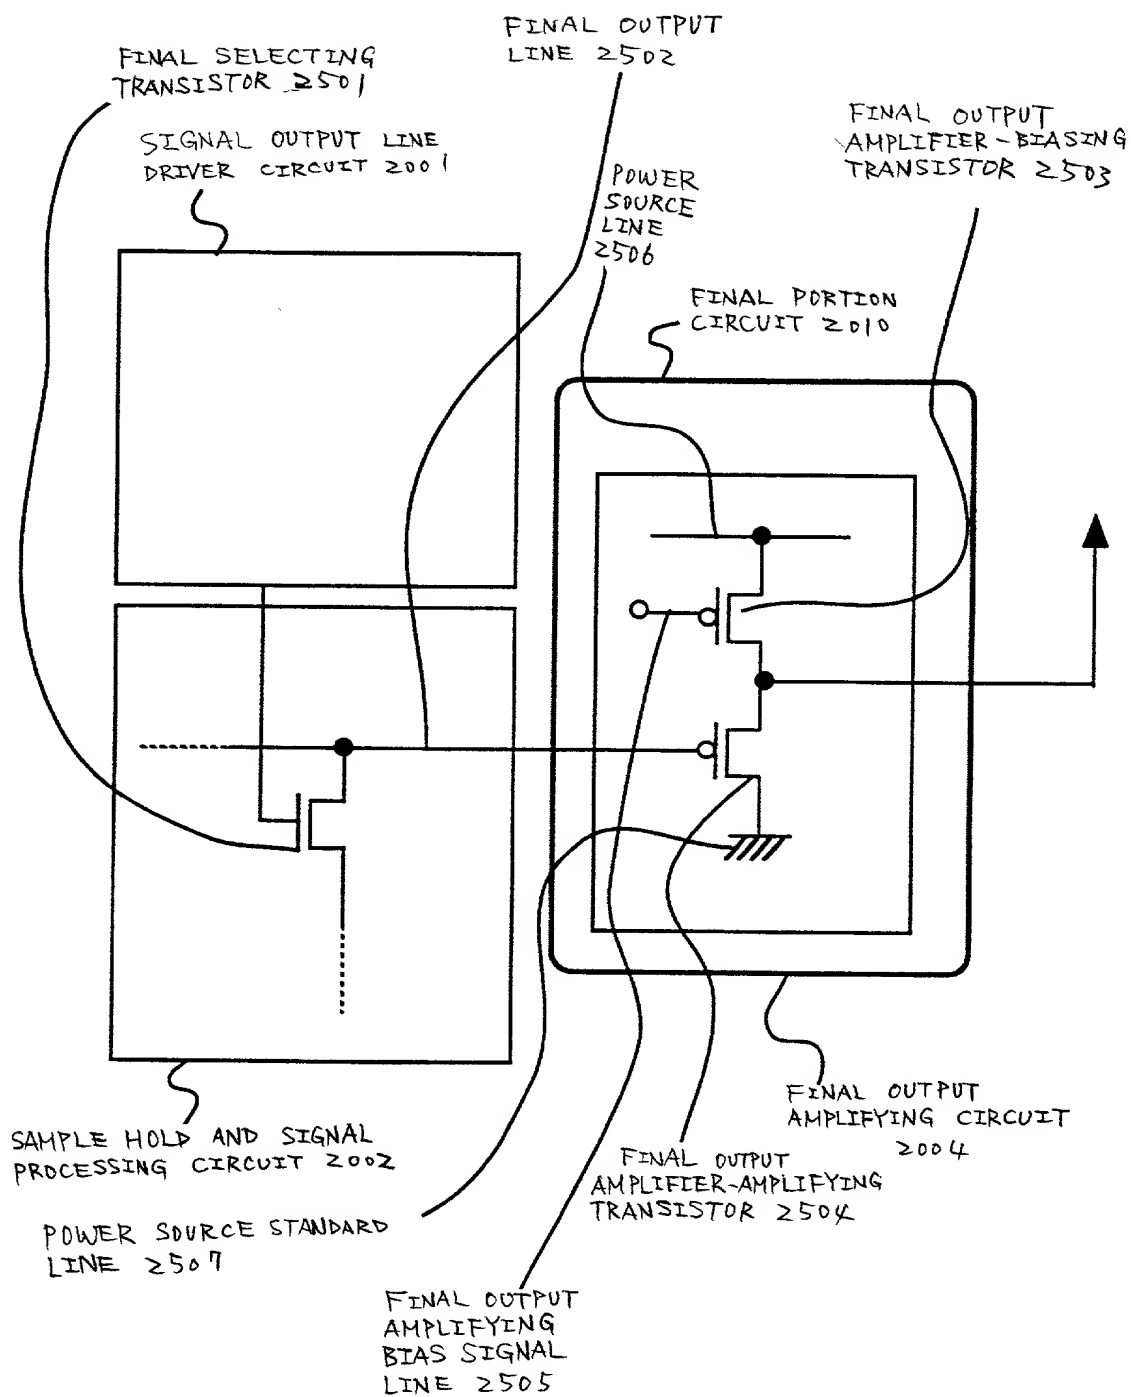 FINAL OUTPUT
LINE 2502
FINAL SELECTING
TRANSISTOR 2501
FINAL OUTPUT
AMPLIFIER-BIASING
TRANSISTOR 2503
SIGNAL OUTPUT LINE
DRIVER CIRCUIT 2001
POWER
SOURCE
LINE
2506
FINAL PORTION
CIRCUIT 2010
FINAL OUTPUT
AMPLIFYING CIRCUIT
2004
SAMPLE HOLD AND SIGNAL
PROCESSING CIRCUIT 2002
FINAL OUTPUT
AMPLIFIER-AMPLIFYING
TRANSISTOR 2504
POWER SOURCE STANDARD
LINE 2507
FINAL OUTPUT
AMPLIFYING
BIAS SIGNAL
LINE 2505